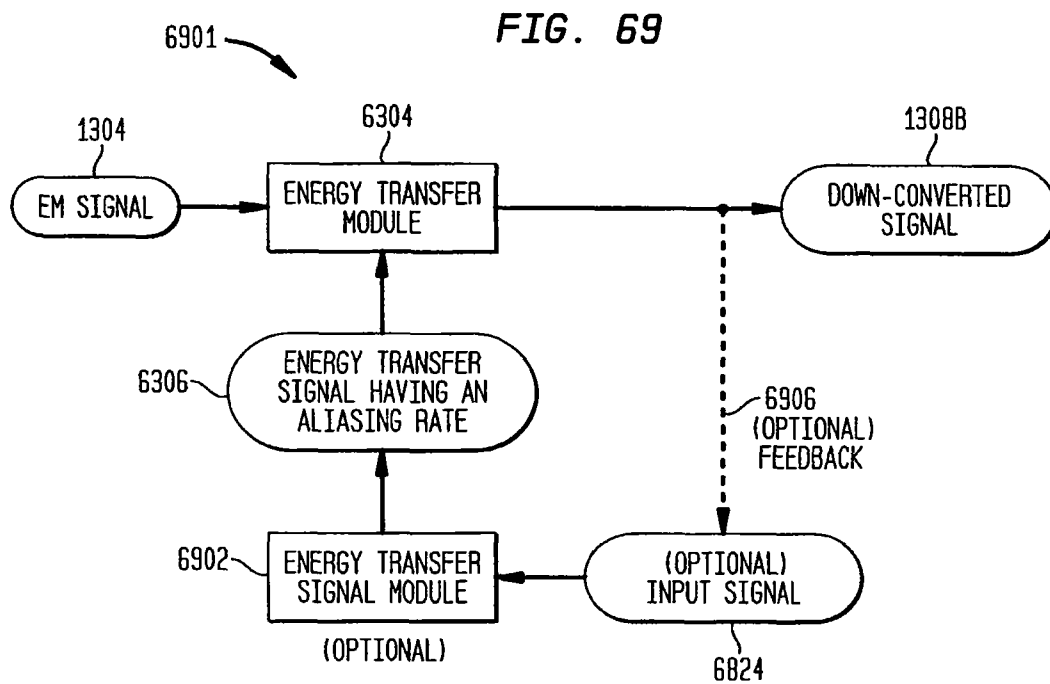 FIG. 69
6901
1304
6304
1308B
EM SIGNAL
ENERGY TRANSFER
MODULE
DOWN-CONVERTED
SIGNAL
6306
ENERGY TRANSFER
SIGNAL HAVING AN
ALIASING RATE
6906
(OPTIONAL)
FEEDBACK
6902
ENERGY TRANSFER
SIGNAL MODULE
(OPTIONAL)
(OPTIONAL)
INPUT SIGNAL
6824